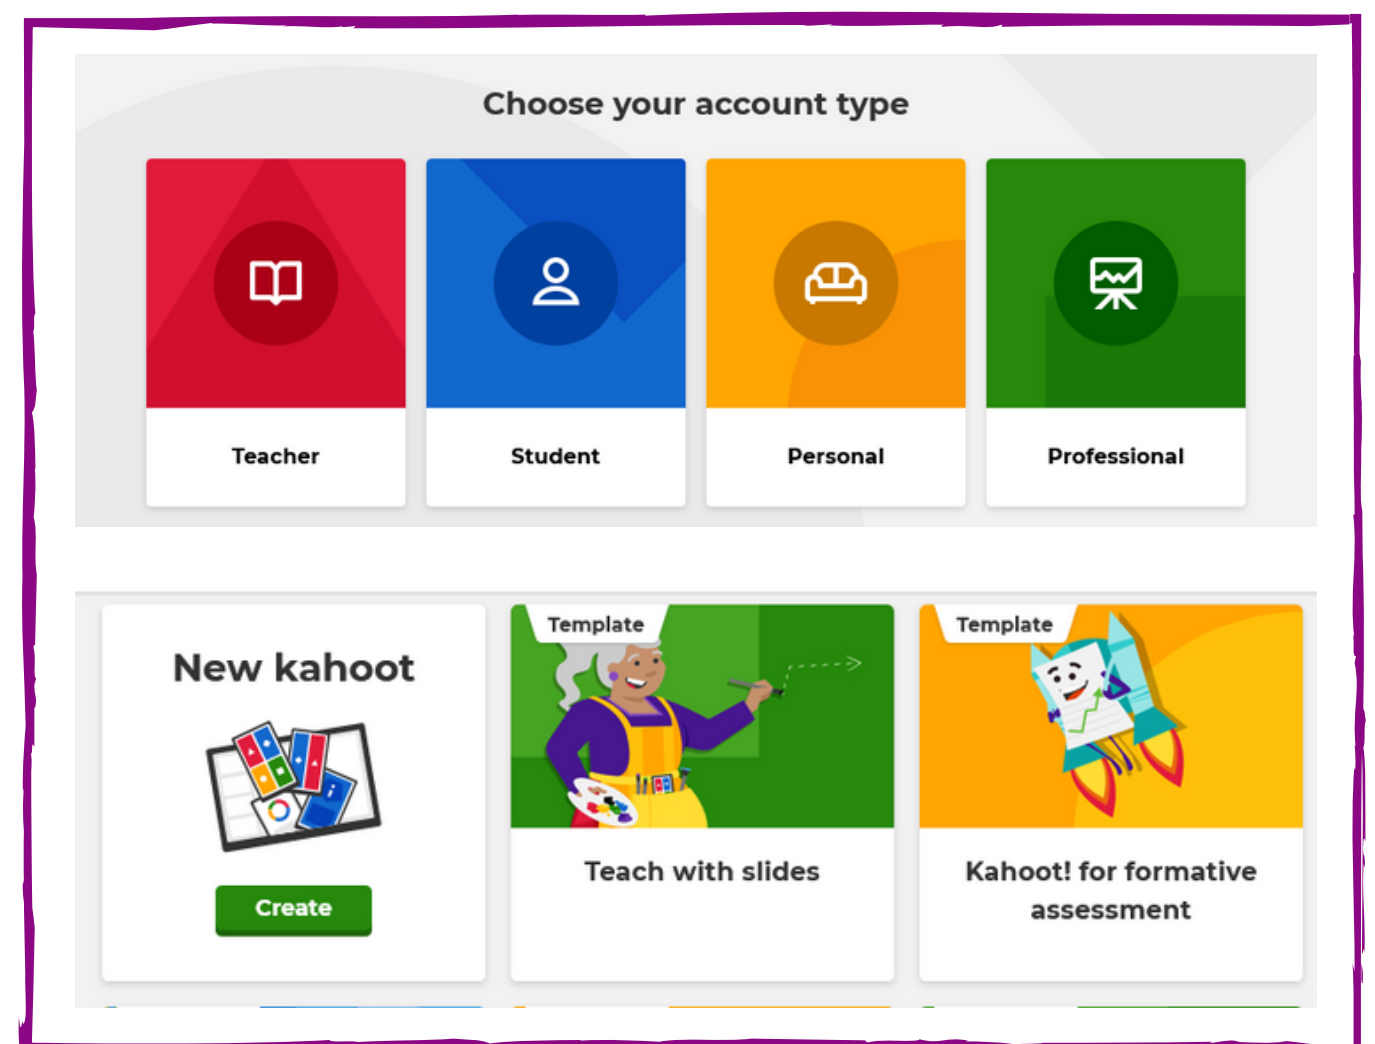 Choose your account type
Teacher
Student
Personal
Professional
New kahoot
Create
Template
Teach with slides
Template
Kahoot! for formative
assessment